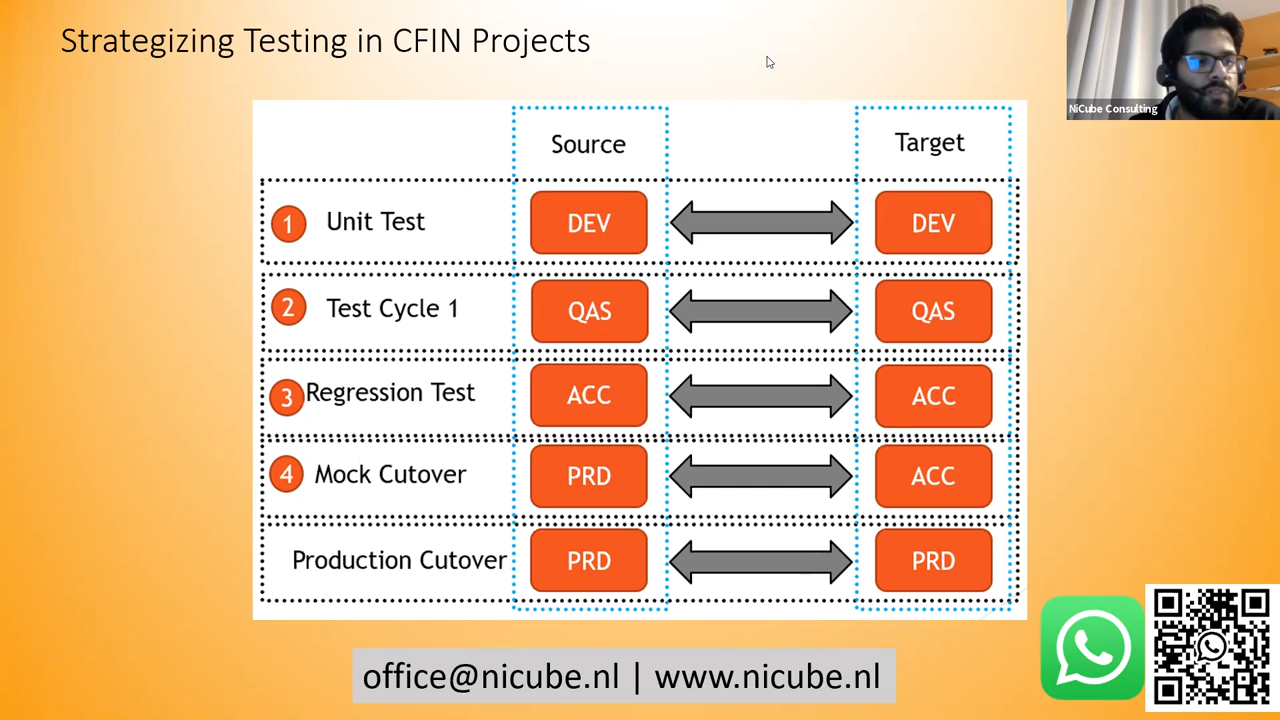 Strategizing Testing in CFIN Projects
NiCube Consulting
Source
Target
1 Unit Test DEV DEV
2 Test Cycle 1 QAS QAS
3 Regression Test ACC ACC
4 Mock Cutover PRD ACC
Production Cutover PRD PRD
office@nicube.nl | www.nicube.nl